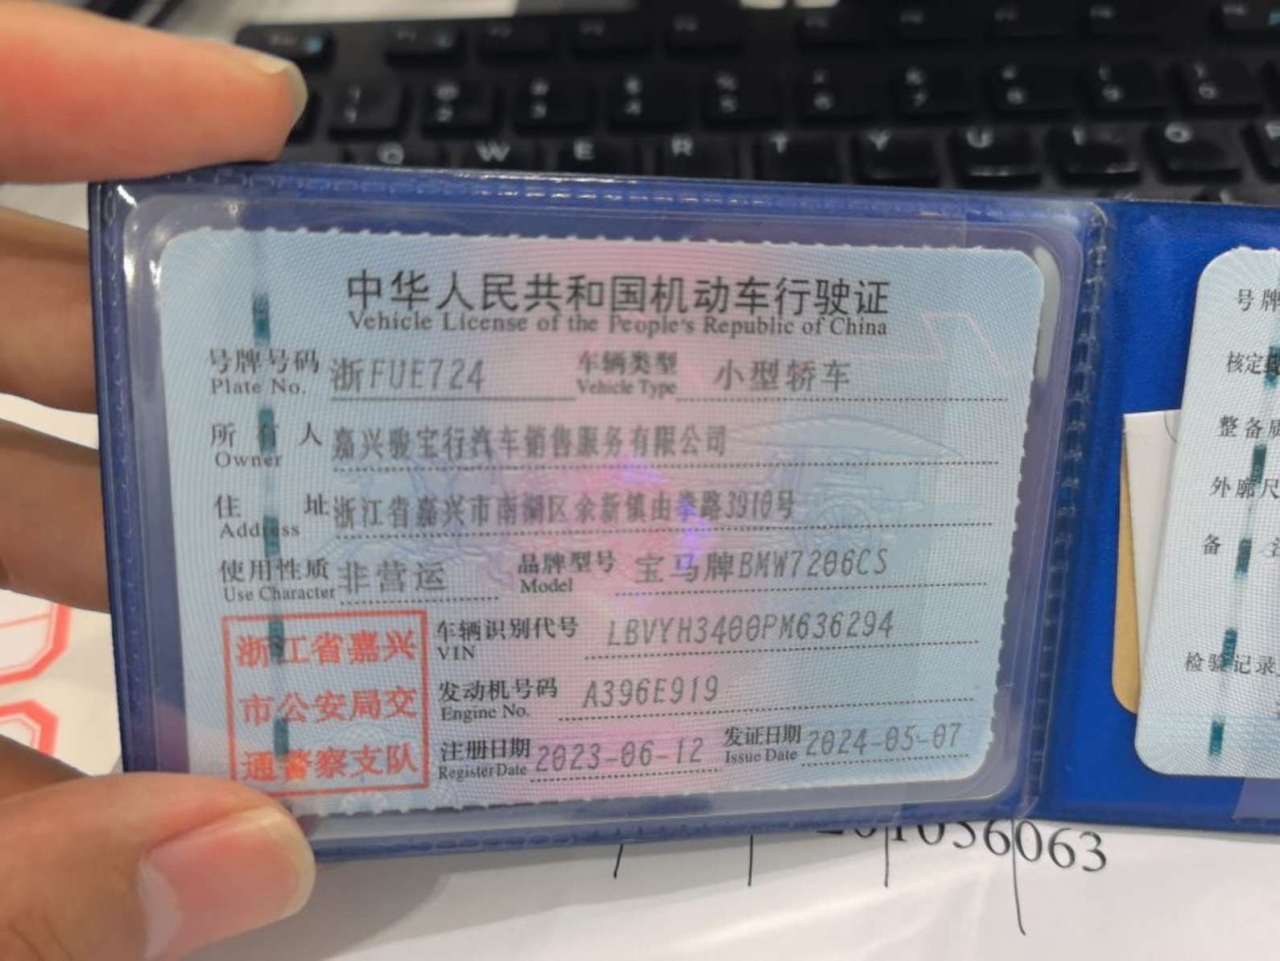 Q W E R T Y U I O
中华人民共和国机动车行驶证
Vehicle License of the People's Republic of China
号牌号码 浙FUE724 车辆类型 小型轿车
Plate No. Vehicle Type
所有人 嘉兴骏宝行汽车销售服务有限公司
Owner
住址 浙江省嘉兴市南湖区余新镇由拳路3910号
Address
使用性质 非营运 品牌型号 宝马牌BMW7206CS
Use Character Model
浙江省嘉兴
市公安局交
通警察支队
车辆识别代号 LBVYH3400PM636294
VIN
发动机号码 A396E919
Engine No.
注册日期 2023-06-12 发证日期 2024-05-07
Register Date Issue Date
号牌
核定
整备
外廓尺
备
检验记录
056063